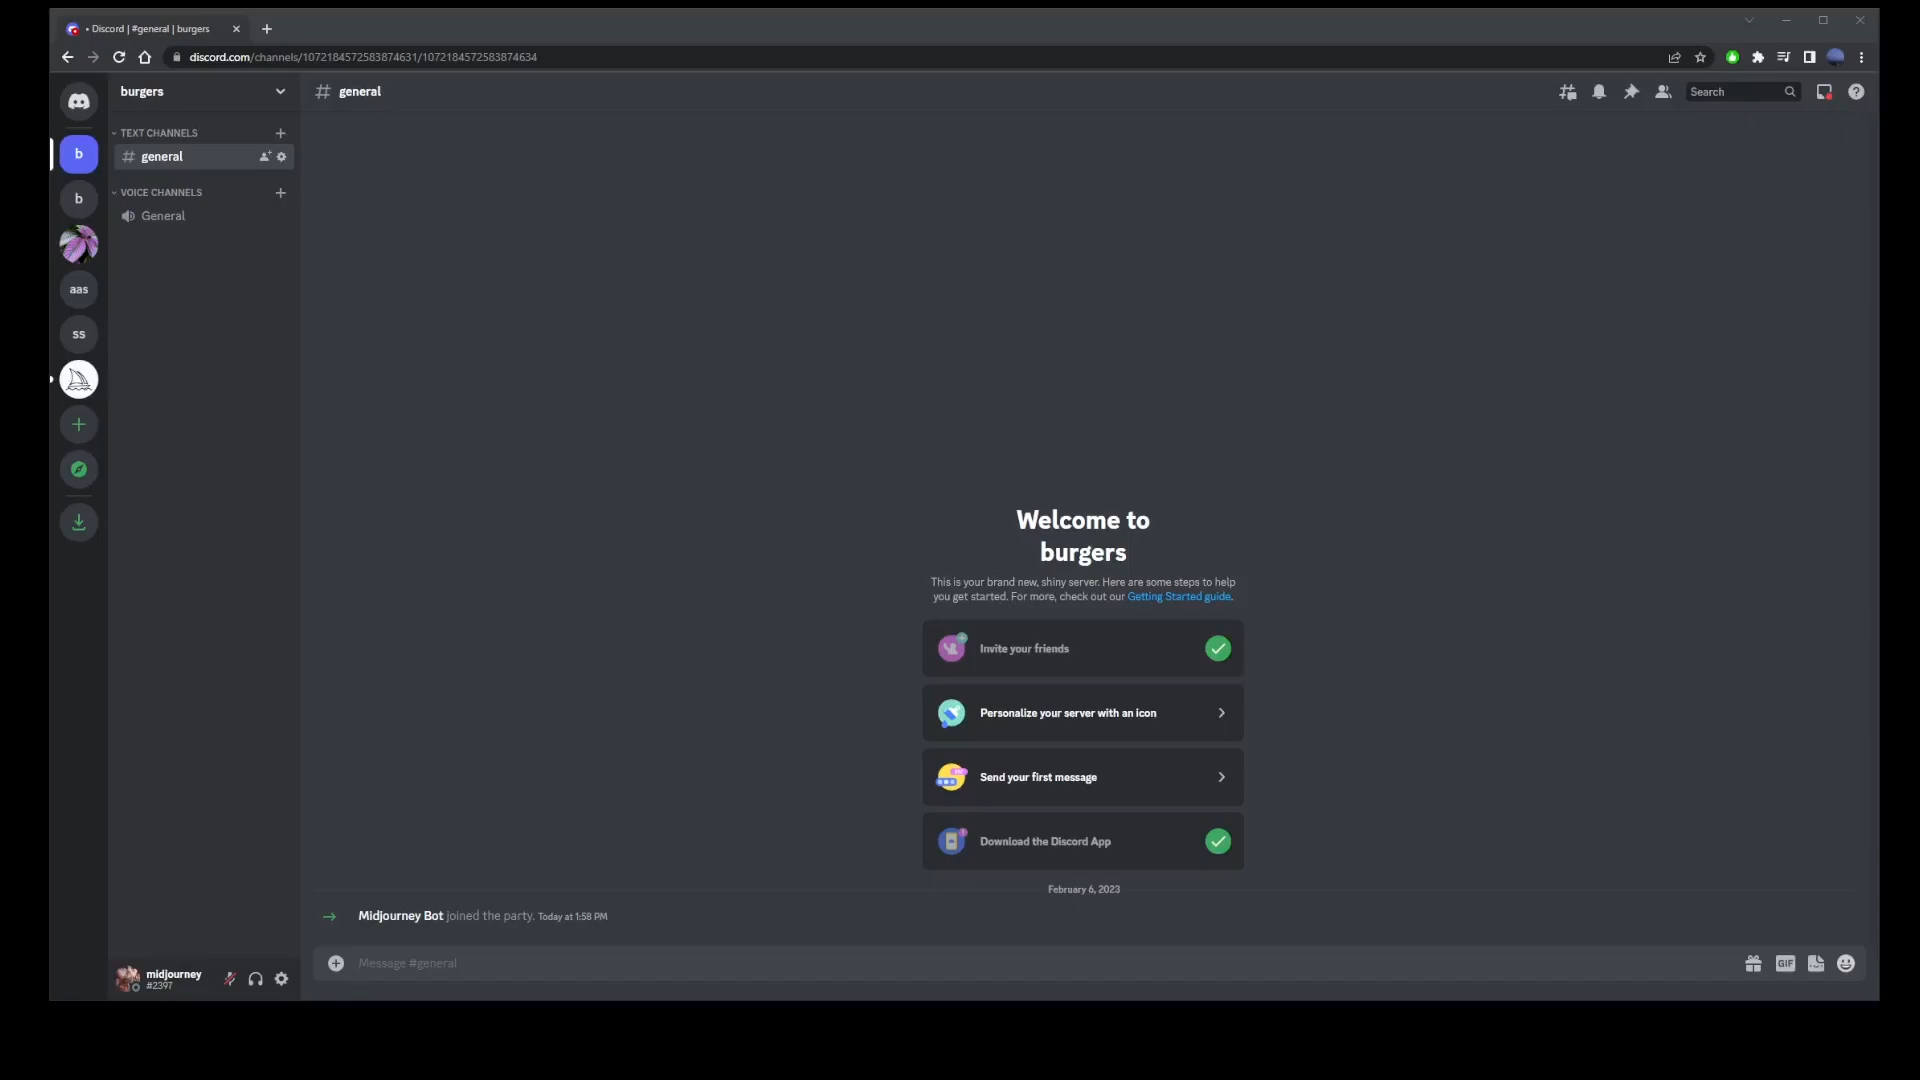 • Discord | #general | burgers
discord.com/channels/1072184572583874631/1072184572583874634
burgers
general
Search
TEXT CHANNELS
general
VOICE CHANNELS
General
b
b
aas
ss
Welcome to
burgers
This is your brand new, shiny server. Here are some steps to help
you get started. For more, check out our Getting Started guide.
Invite your friends
Personalize your server with an icon
Send your first message
Download the Discord App
February 6, 2023
Midjourney Bot joined the party. Today at 1:58 PM
Message #general
GIF
midjourney
#2397